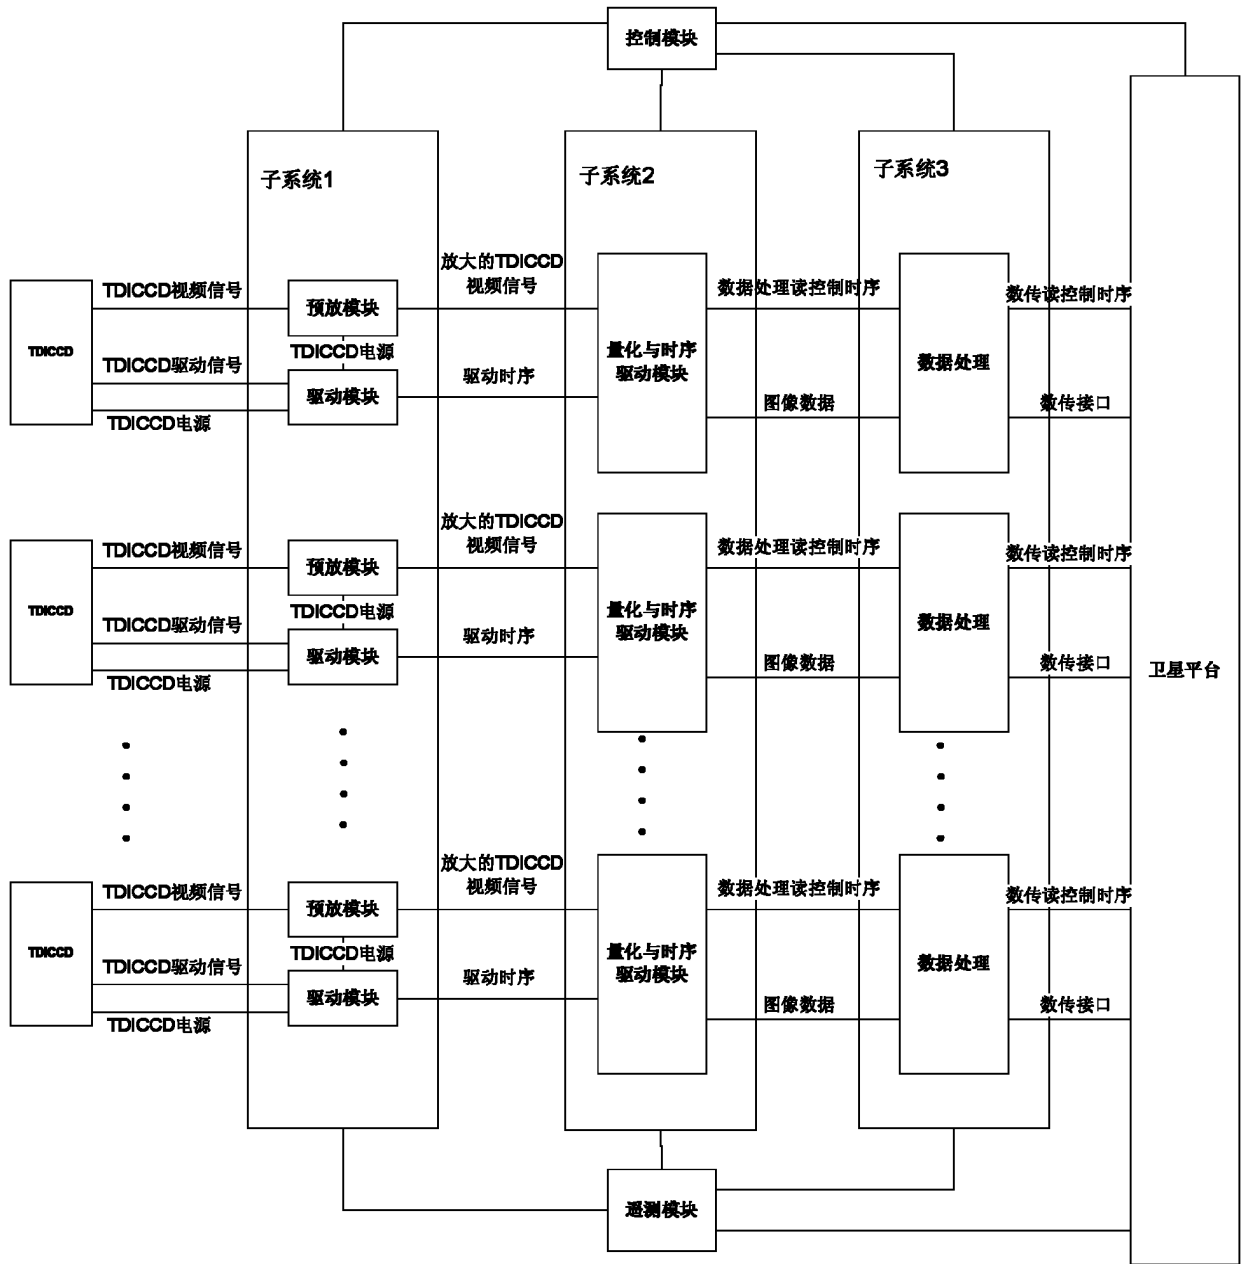 控制模块
子系统1
子系统2
子系统3
放大的TDICCD
视频信号
TDICCD视频信号
预放模块
数据处理读控制时序
数传读控制时序
TDICCD
TDICCD驱动信号
TDICCD电源
驱动模块
驱动时序
量化与时序
驱动模块
数据处理
TDICCD电源
图像数据
数传接口
放大的TDICCD
视频信号
TDICCD视频信号
预放模块
数据处理读控制时序
数传读控制时序
TDICCD
TDICCD驱动信号
TDICCD电源
驱动模块
驱动时序
量化与时序
驱动模块
数据处理
TDICCD电源
图像数据
数传接口
卫星平台
放大的TDICCD
视频信号
TDICCD视频信号
预放模块
数据处理读控制时序
数传读控制时序
TDICCD
TDICCD驱动信号
TDICCD电源
驱动模块
驱动时序
量化与时序
驱动模块
数据处理
TDICCD电源
图像数据
数传接口
遥测模块